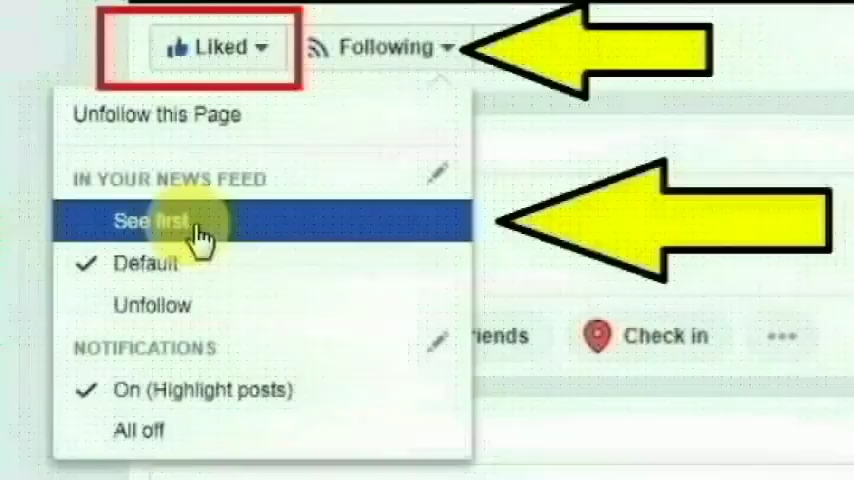 Liked Following
Unfollow this Page
IN YOUR NEWS FEED
See first
Default
Unfollow
riends Check in
NOTIFICATIONS
On (Highlight posts)
All off